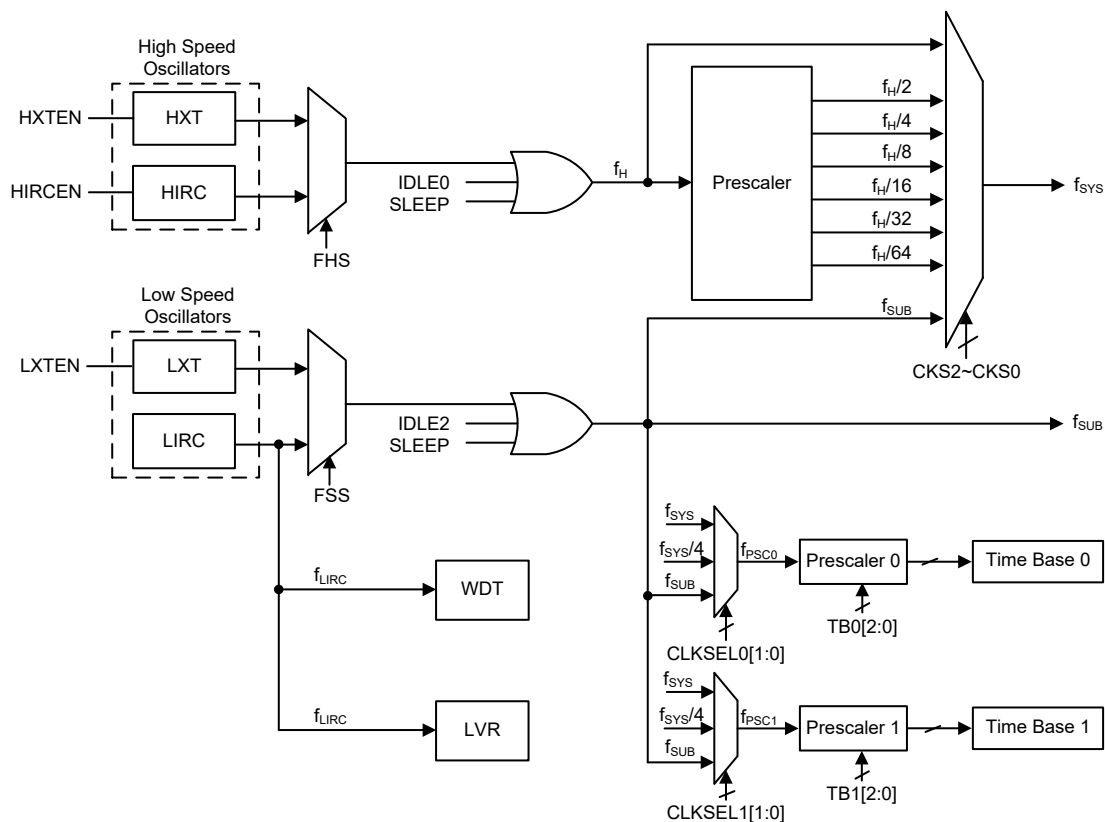 High Speed
Oscillators
HXTEN
HXT
HIRCEN
HIRC
FHS
IDLE0
SLEEP
fH
Prescaler
fH/2
fH/4
fH/8
fH/16
fH/32
fH/64
fSUB
CKS2~CKS0
fSYS
Low Speed
Oscillators
LXTEN
LXT
LIRC
FSS
IDLE2
SLEEP
fSUB
fLIRC
WDT
fLIRC
LVR
fSYS
fSYS/4
fSUB
fPSC0
CLKSEL0[1:0]
Prescaler 0
TB0[2:0]
Time Base 0
fSYS
fSYS/4
fSUB
fPSC1
CLKSEL1[1:0]
Prescaler 1
TB1[2:0]
Time Base 1